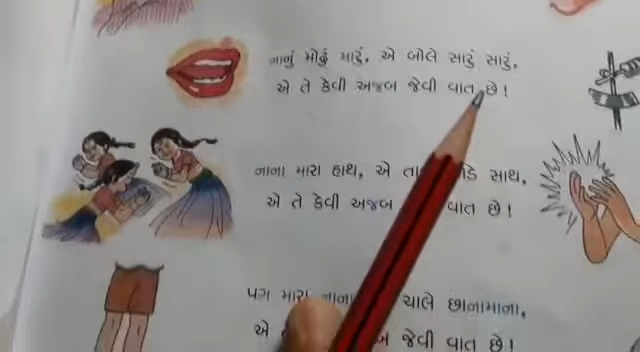 નાનું મોઢું મારું, એ બોલે સારું સારું,
એ તે કેવી અજબ જેવી વાત છે!
નાના મારા હાથ, એ સાથ,
એ તે કેવી અજબ વાત છે!
પગ મારા નાના ચાલે છાનામાના,
એ જેવી વાત છે!